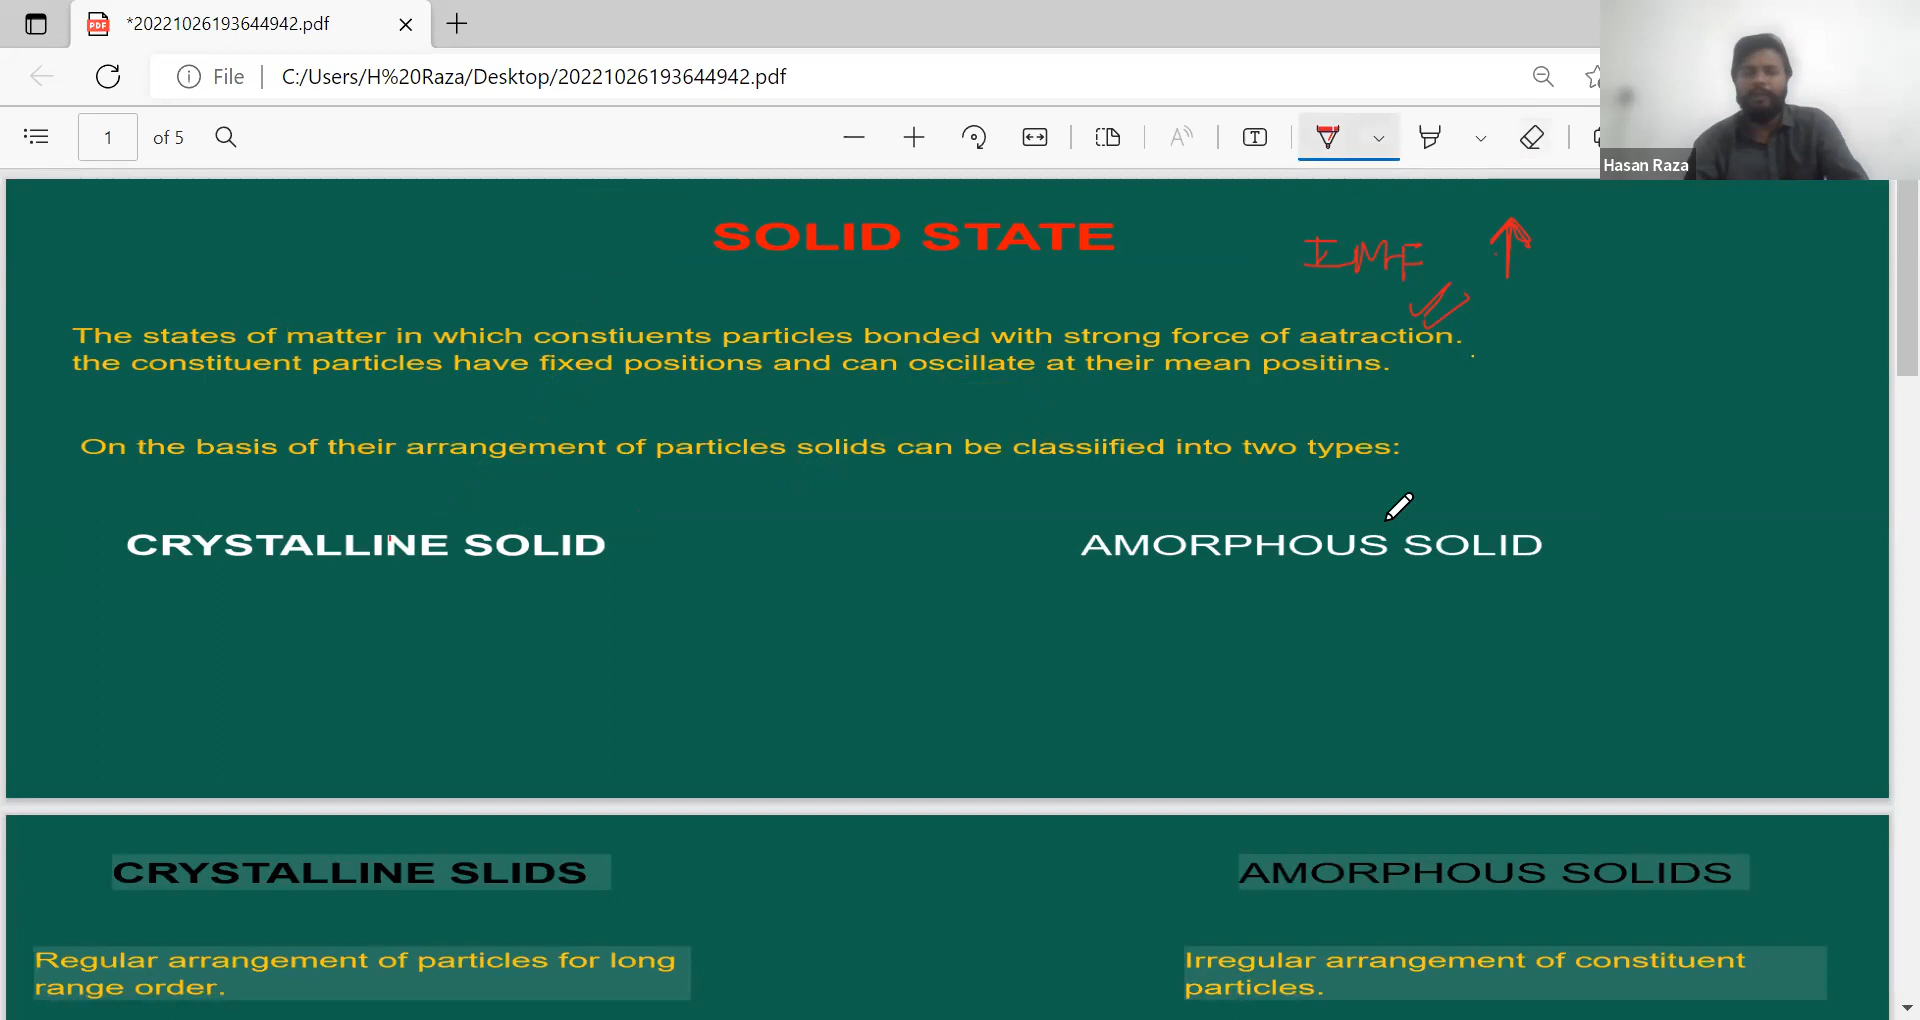 *20221026193644942.pdf
File
C:/Users/H%20Raza/Desktop/20221026193644942.pdf
1 of 5
Hasan Raza
SOLID STATE
IMF
The states of matter in which constiuents particles bonded with strong force of aatraction.
the constituent particles have fixed positions and can oscillate at their mean positins.
On the basis of their arrangement of particles solids can be classiified into two types:
CRYSTALLINE SOLID
AMORPHOUS SOLID
CRYSTALLINE SLIDS
AMORPHOUS SOLIDS
Regular arrangement of particles for long
range order.
Irregular arrangement of constituent
particles.